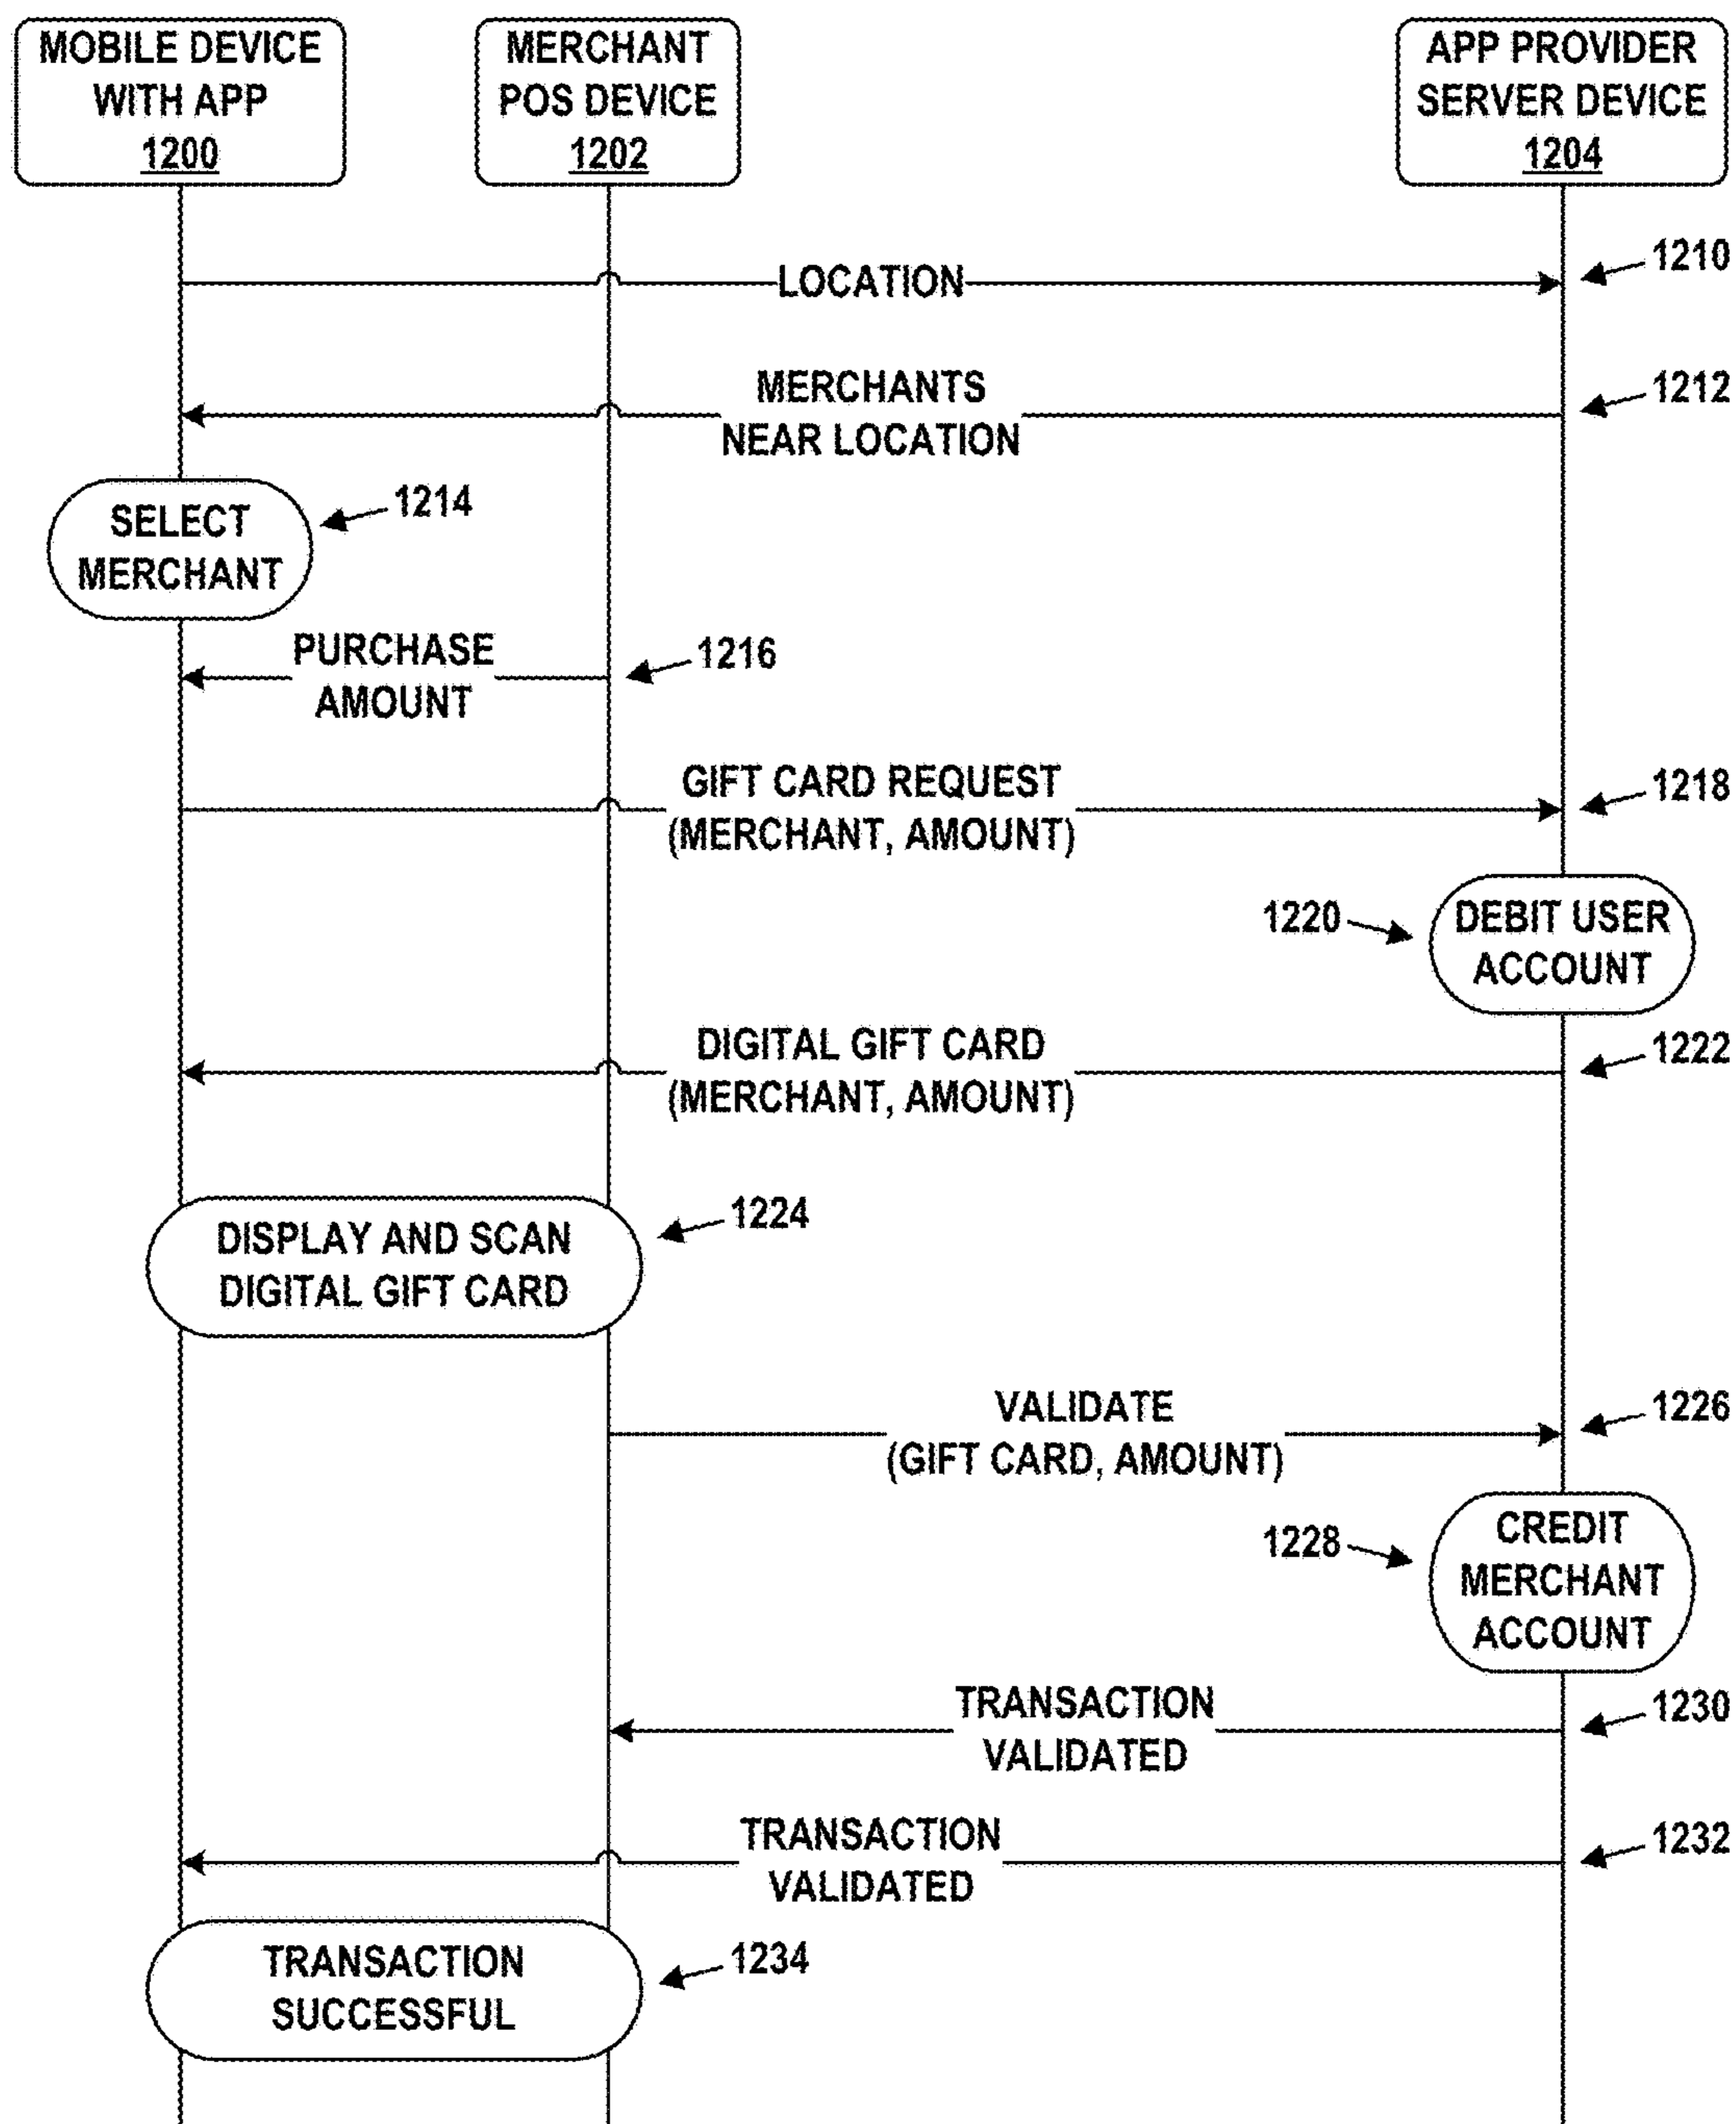 MOBILE DEVICE
WITH APP
1200
MERCHANT
POS DEVICE
1202
APP PROVIDER
SERVER DEVICE
1204
LOCATION
1210
MERCHANTS
NEAR LOCATION
1212
SELECT
MERCHANT
1214
PURCHASE
AMOUNT
1216
GIFT CARD REQUEST
(MERCHANT, AMOUNT)
1218
1220
DEBIT USER
ACCOUNT
DIGITAL GIFT CARD
(MERCHANT, AMOUNT)
1222
DISPLAY AND SCAN
DIGITAL GIFT CARD
1224
VALIDATE
(GIFT CARD, AMOUNT)
1226
1228
CREDIT
MERCHANT
ACCOUNT
TRANSACTION
VALIDATED
1230
TRANSACTION
VALIDATED
1232
TRANSACTION
SUCCESSFUL
1234